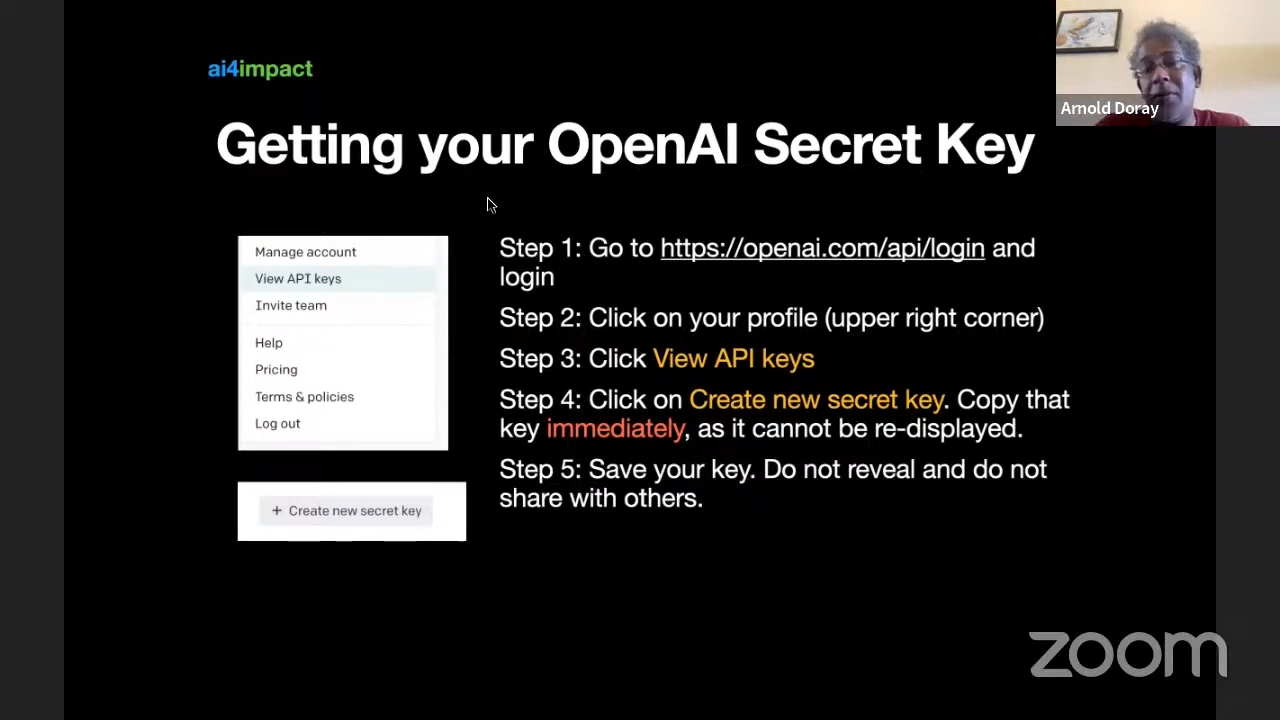 ai4impact
Arnold Doray
Getting your OpenAI Secret Key
Manage account
View API keys
Invite team
Help
Pricing
Terms & policies
Log out
+ Create new secret key
Step 1: Go to https://openai.com/api/login and
login
Step 2: Click on your profile (upper right corner)
Step 3: Click View API keys
Step 4: Click on Create new secret key. Copy that
key immediately, as it cannot be re-displayed.
Step 5: Save your key. Do not reveal and do not
share with others.
zoom